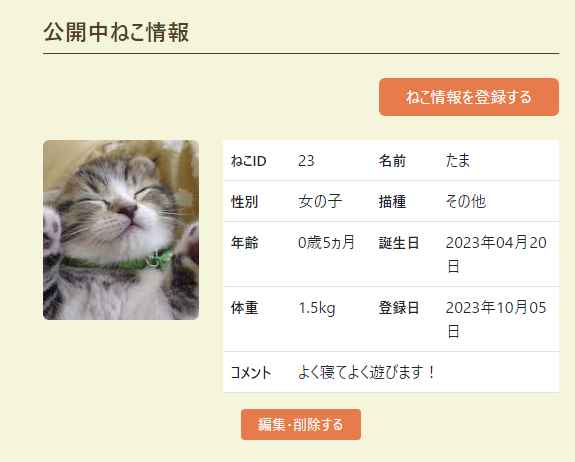 公開中ねこ情報
ねこ情報を登録する
ねこID 23 名前 たま
性別 女の子 描種 その他
年齢 0歳5ヵ月 誕生日 2023年04月20
日
体重 1.5kg 登録日 2023年10月05
日
コメント よく寝てよく遊びます！
編集・削除する